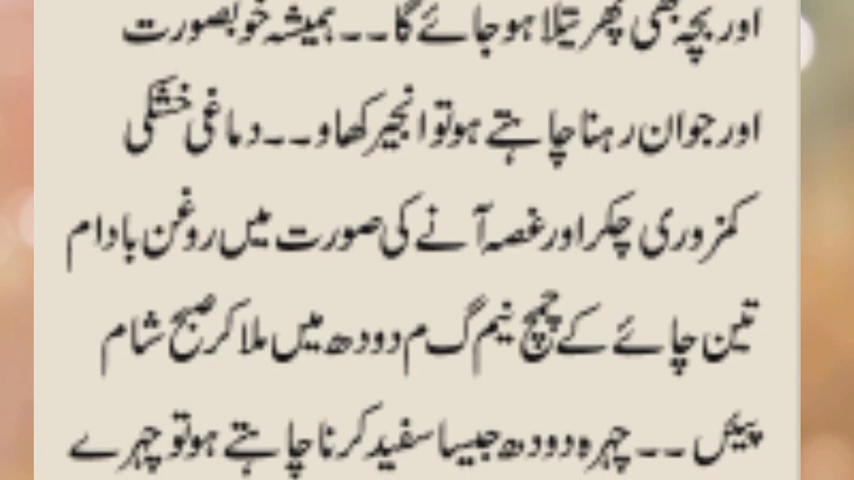 اور بچہ بھی پھرتیلا ہو جائے گا۔۔ہمیشہ خوبصورت
اور جوان رہنا چاہتے ہو تو انجیر کھاو۔۔دماغی خشکی
کمزوری چکر اور غصہ آنے کی صورت میں روغن بادام
تین چائے کے چمچ نیم گ م دودھ میں ملا کر صبح شام
پیئں۔۔چہرہ دودھ جیسا سفید کرنا چاہتے ہو تو چہرے